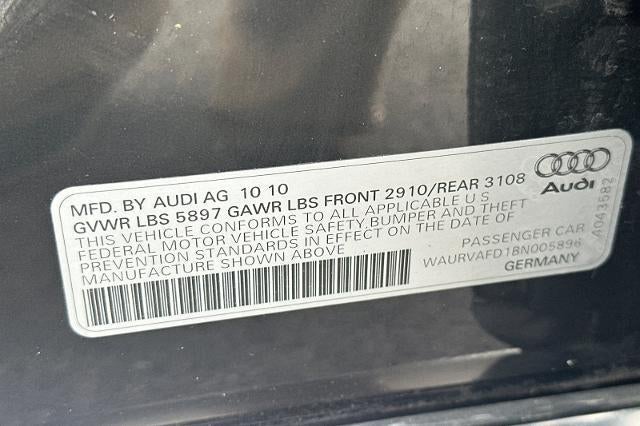 MFD. BY AUDI AG 10 10
GVWR LBS 5897 GAWR LBS FRONT 2910/REAR 3108
THIS VEHICLE CONFORMS TO ALL APPLICABLE U S
FEDERAL MOTOR VEHICLE SAFETY BUMPER AND THEFT
PREVENTION STANDARDS IN EFFECT ON THE DATE OF
MANUFACTURE SHOWN ABOVE
PASSENGER CAR
WAURVAFD1BN005896
GERMANY
Audi
A043582